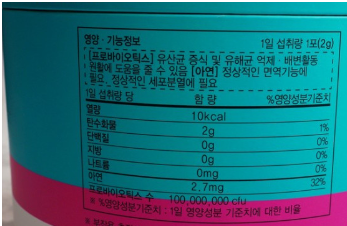 영양·기능정보 1일 섭취량 1포(2g)
[프로바이오틱스] 유산균 증식 및 유해균 억제·배변활동
원활에 도움을 줄 수 있음 [아연] 정상적인 면역기능에
필요, 정상적인 세포분열에 필요
1일 섭취량 당 함량 %영양성분기준치
열량 10kcal
탄수화물 2g 1%
단백질 0g 0%
지방 0g 0%
나트륨 0mg 0%
아연 2.7mg 32%
프로바이오틱스 수 100,000,000 cfu
※ %영양성분기준치 : 1일 영양성분 기준치에 대한 비율